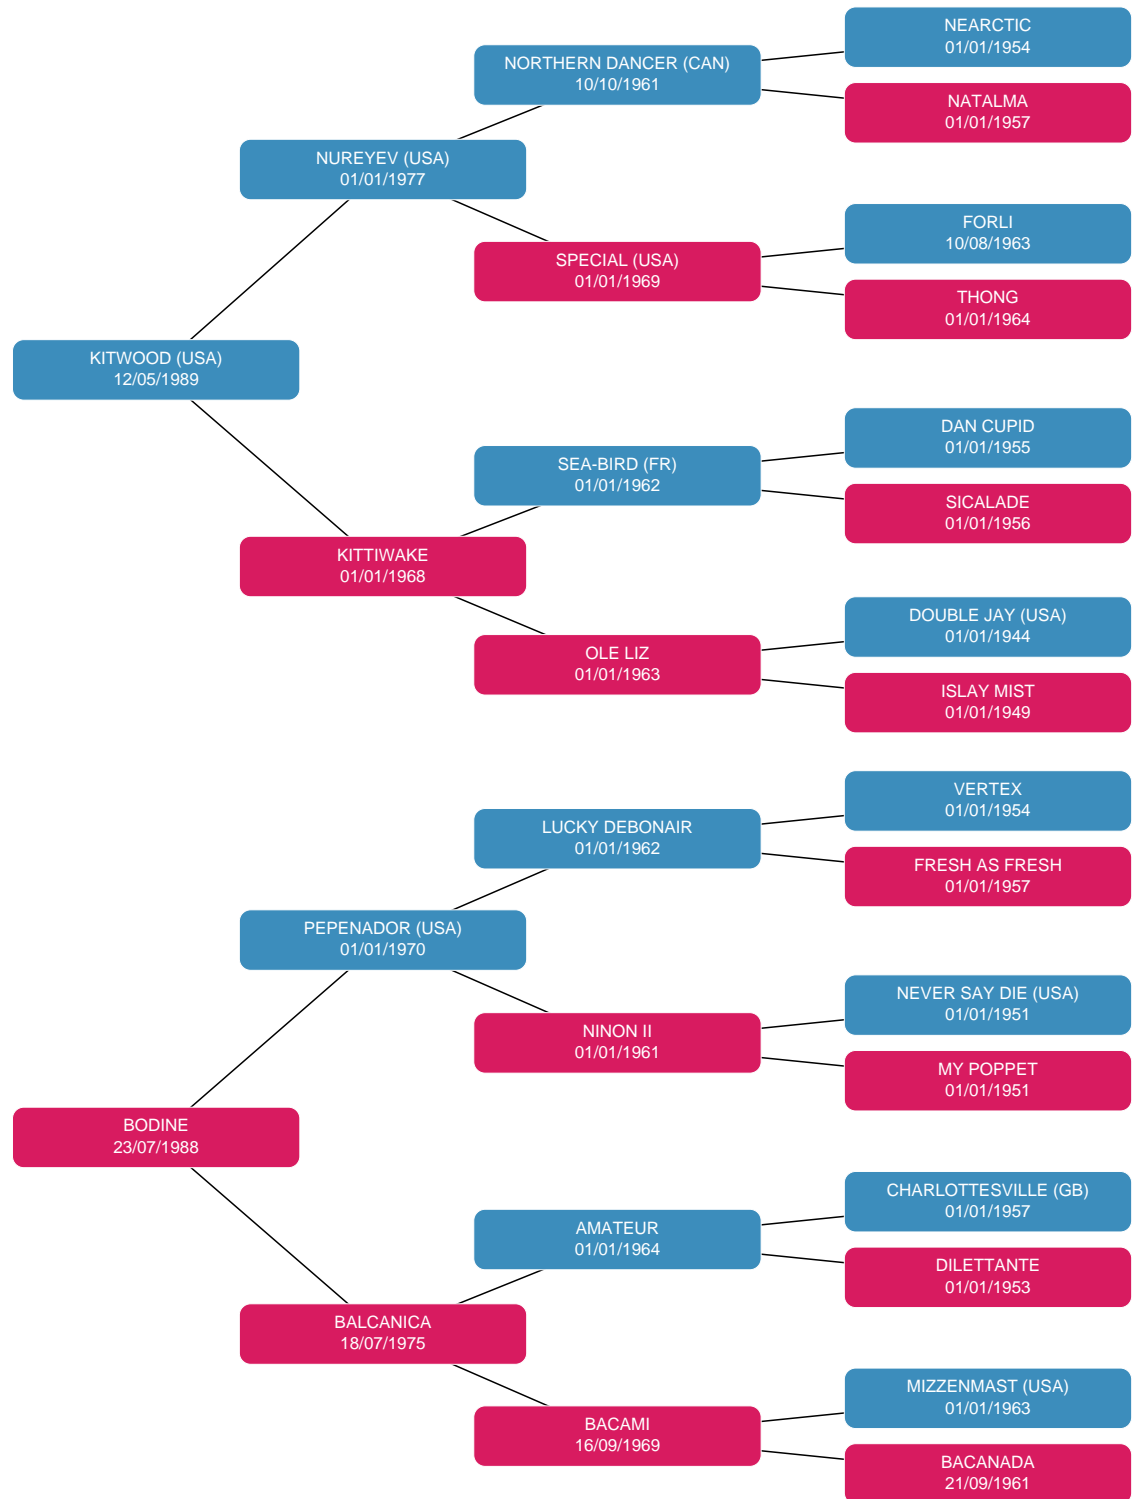 NEARCTIC
01/01/1954
NORTHERN DANCER (CAN)
10/10/1961
NATALMA
01/01/1957
NUREYEV (USA)
01/01/1977
FORLI
10/08/1963
SPECIAL (USA)
01/01/1969
THONG
01/01/1964
KITWOOD (USA)
12/05/1989
DAN CUPID
01/01/1955
SEA-BIRD (FR)
01/01/1962
SICALADE
01/01/1956
KITTIWAKE
01/01/1968
DOUBLE JAY (USA)
01/01/1944
OLE LIZ
01/01/1963
ISLAY MIST
01/01/1949
VERTEX
01/01/1954
LUCKY DEBONAIR
01/01/1962
FRESH AS FRESH
01/01/1957
PEPENADOR (USA)
01/01/1970
NEVER SAY DIE (USA)
01/01/1951
NINON II
01/01/1961
MY POPPET
01/01/1951
BODINE
23/07/1988
CHARLOTTESVILLE (GB)
01/01/1957
AMATEUR
01/01/1964
DILETTANTE
01/01/1953
BALCANICA
18/07/1975
MIZZENMAST (USA)
01/01/1963
BACAMI
16/09/1969
BACANADA
21/09/1961